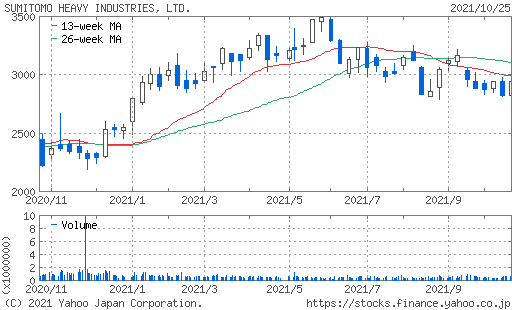 SUMITOMO HEAVY INDUSTRIES, LTD. 2021/10/25
3500
13-week MA
26-week MA
3000
2500
2000
2020/11 2021/1 2021/3 2021/5 2021/7 2021/9
10
Volume
8
6
4
2
0
(x1000000)
2020/11 2021/1 2021/3 2021/5 2021/7 2021/9
(C) 2021 Yahoo Japan Corporation. https://stocks.finance.yahoo.co.jp